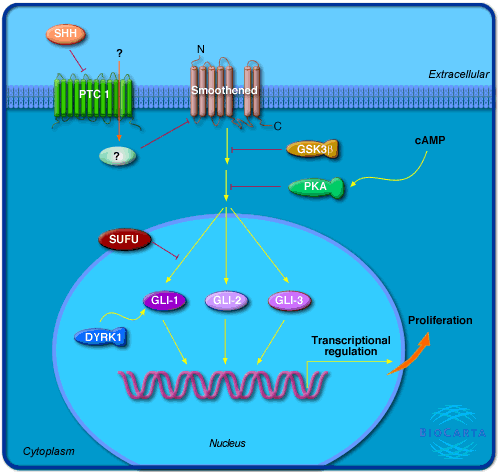 SHH
?
N
PTC 1
Smoothened
Extracellular
?
C
GSK3β
cAMP
PKA
SUFU
GLI-1
GLI-2
GLI-3
DYRK1
Transcriptional
regulation
Proliferation
Nucleus
Cytoplasm
BIOCARTA